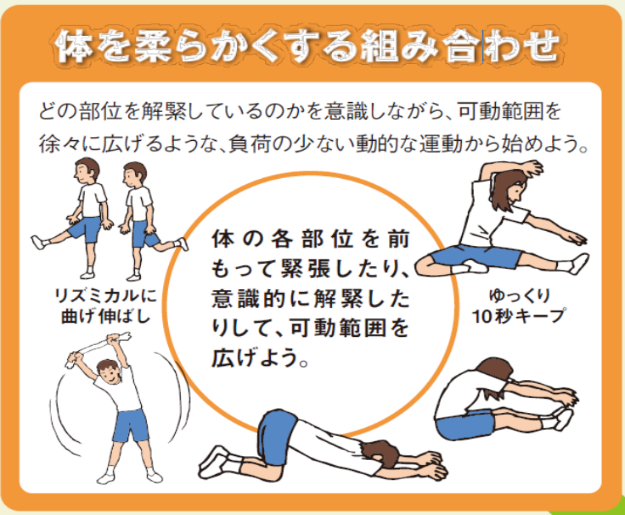 体を柔らかくする組み合わせ
どの部位を解緊しているのかを意識しながら、可動範囲を
徐々に広げるような、負荷の少ない動的な運動から始めよう。
体の各部位を前
もって緊張したり、
意識的に解緊した
りして、可動範囲を
広げよう。
リズミカルに
曲げ伸ばし
ゆっくり
10秒キープ